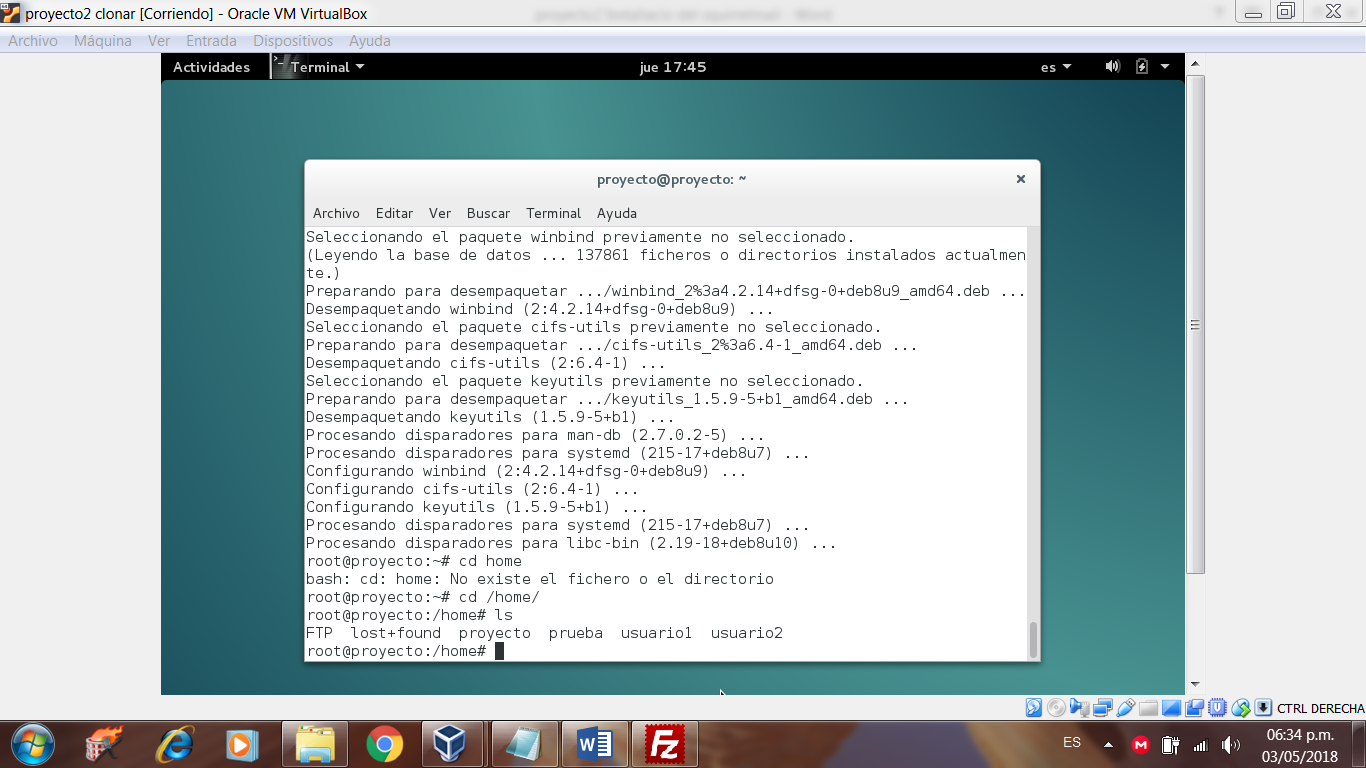 proyecto2 clonar [Corriendo] - Oracle VM VirtualBox
Archivo Máquina Ver Entrada Dispositivos Ayuda
Actividades Terminal jue 17:45 es
proyecto@proyecto: ~
Archivo Editar Ver Buscar Terminal Ayuda
Seleccionando el paquete winbind previamente no seleccionado.
(Leyendo la base de datos ... 137861 ficheros o directorios instalados actualmen
te.)
Preparando para desempaquetar .../winbind_2%3a4.2.14+dfsg-0+deb8u9_amd64.deb ...
Desempaquetando winbind (2:4.2.14+dfsg-0+deb8u9) ...
Seleccionando el paquete cifs-utils previamente no seleccionado.
Preparando para desempaquetar .../cifs-utils_2%3a6.4-1_amd64.deb ...
Desempaquetando cifs-utils (2:6.4-1) ...
Seleccionando el paquete keyutils previamente no seleccionado.
Preparando para desempaquetar .../keyutils_1.5.9-5+b1_amd64.deb ...
Desempaquetando keyutils (1.5.9-5+b1) ...
Procesando disparadores para man-db (2.7.0.2-5) ...
Procesando disparadores para systemd (215-17+deb8u7) ...
Configurando winbind (2:4.2.14+dfsg-0+deb8u9) ...
Configurando cifs-utils (2:6.4-1) ...
Configurando keyutils (1.5.9-5+b1) ...
Procesando disparadores para systemd (215-17+deb8u7) ...
Procesando disparadores para libc-bin (2.19-18+deb8u10) ...
root@proyecto:~# cd home
bash: cd: home: No existe el fichero o el directorio
root@proyecto:~# cd /home/
root@proyecto:/home# ls
FTP lost+found proyecto prueba usuario1 usuario2
root@proyecto:/home#
CTRL DERECHA
ES
06:34 p.m.
03/05/2018